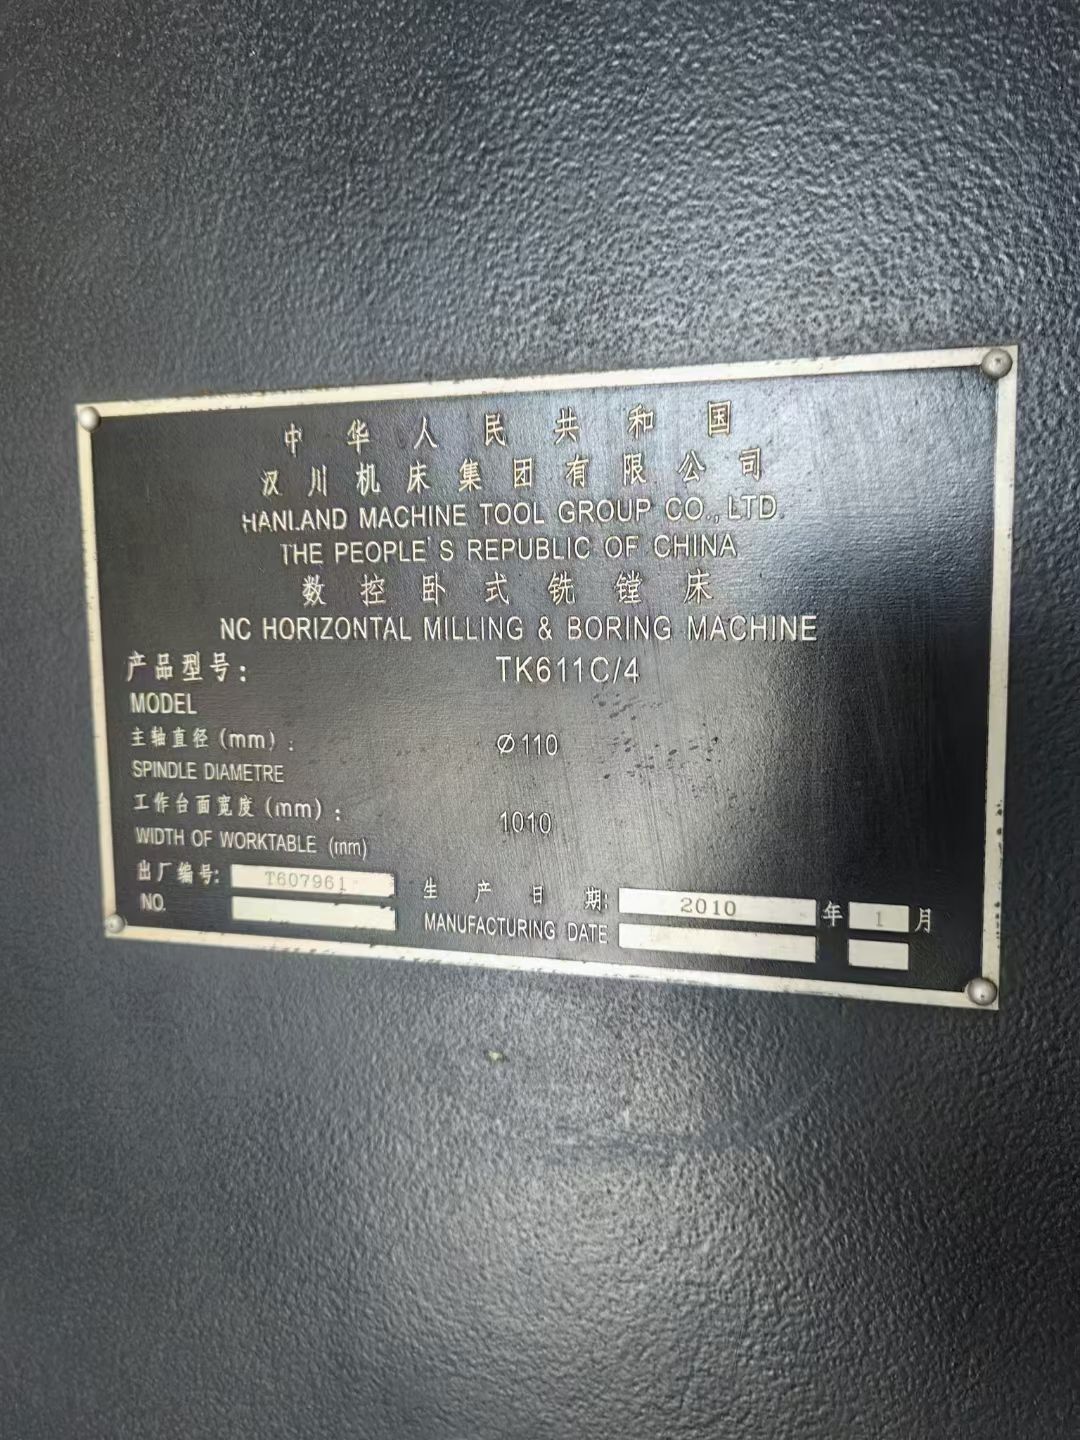 中华人民共和国
汉川机床集团有限公司
HANLAND MACHINE TOOL GROUP CO.,LTD
THE PEOPLE'S REPUBLIC OF CHINA
数控卧式铣镗床
NC HORIZONTAL MILLING & BORING MACHINE
产品型号: TK611C/4
MODEL
主轴直径(mm): Ø110
SPINDLE DIAMETRE
工作台面宽度(mm): 1010
WIDTH OF WORKTABLE (mm)
出厂编号: T607961 生产日期: 2010 年 1 月
NO. MANUFACTURING DATE